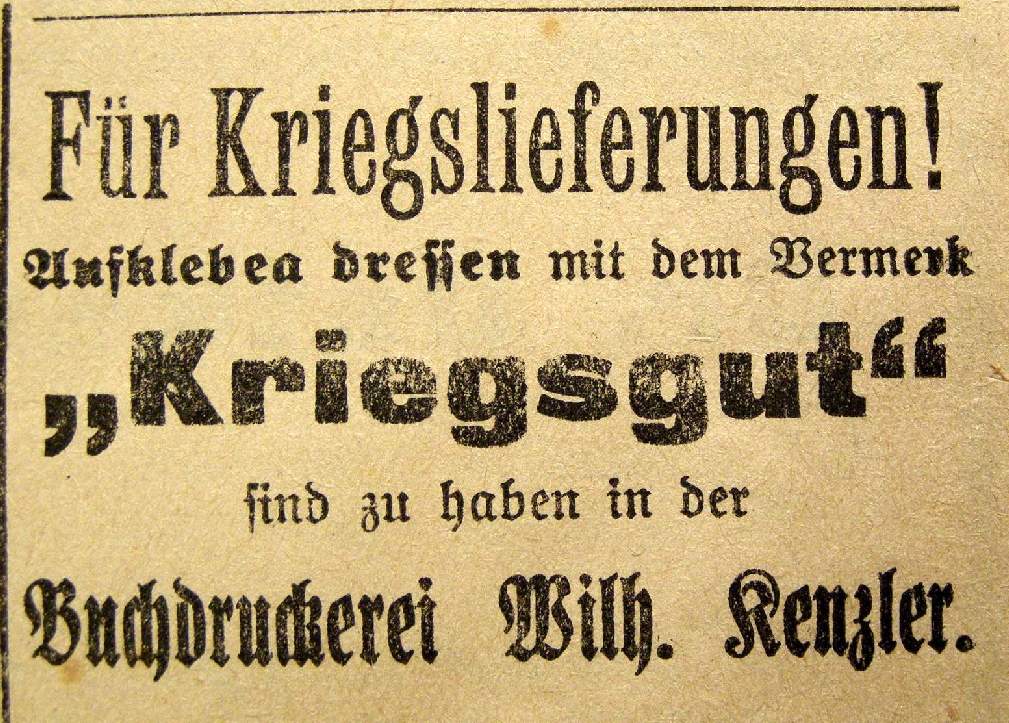 Für Kriegslieferungen!
Aufklebea dressen mit dem Vermerk
„Kriegsgut“
sind zu haben in der
Buchdruckerei Wilh. Kenzler.